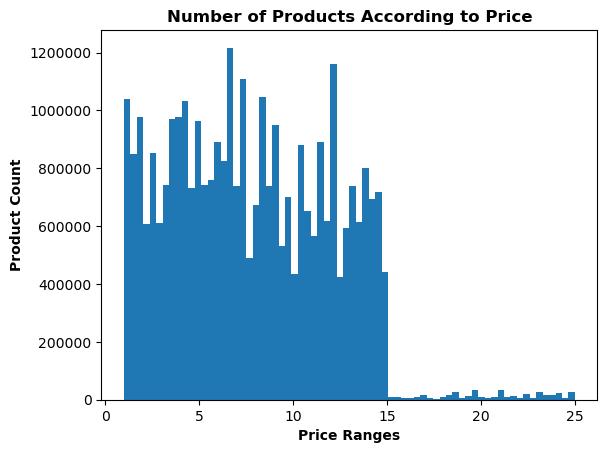 Number of Products According to Price
1200000
1000000
800000
600000
400000
200000
0
Product Count
0 5 10 15 20 25
Price Ranges